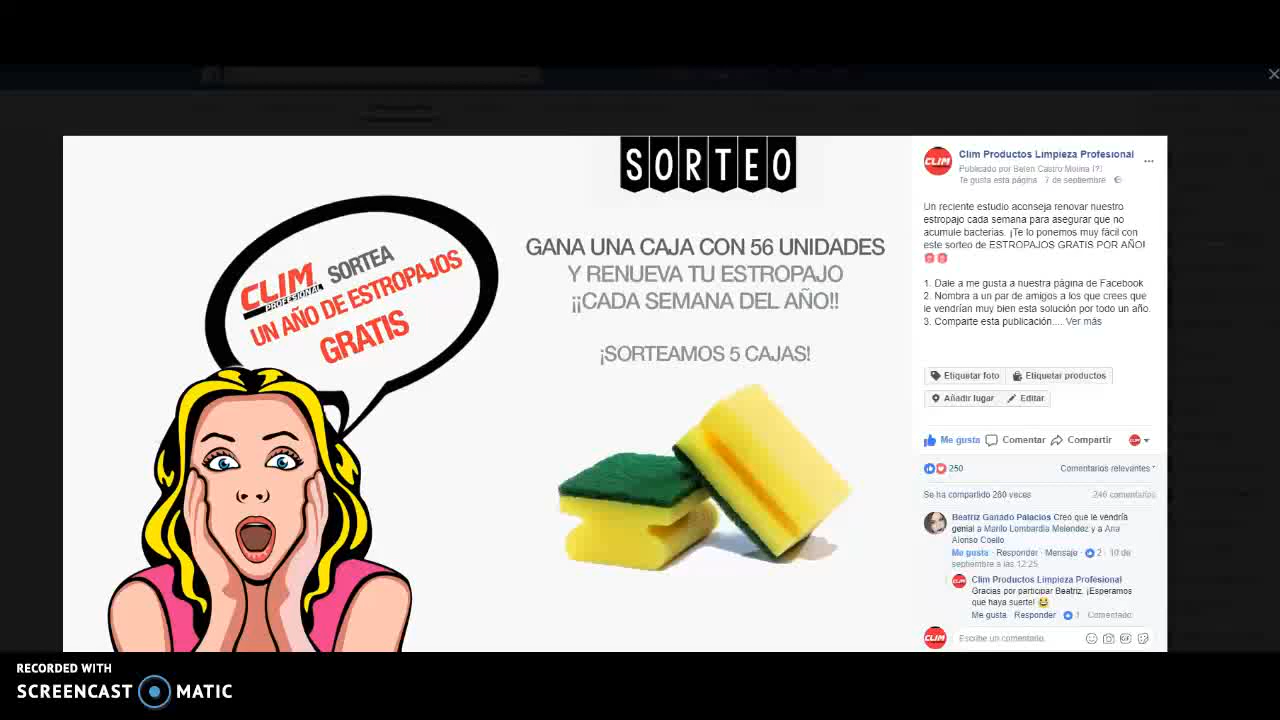 SORTEO
CLIM
PROFESIONAL
SORTEA
UN AÑO DE ESTROPAJOS
GRATIS
GANA UNA CAJA CON 56 UNIDADES
Y RENUEVA TU ESTROPAJO
¡¡CADA SEMANA DEL AÑO!!
¡SORTEAMOS 5 CAJAS!
CLIM
Clim Productos Limpieza Profesional
Publicado por Belén Castro Molina [?]
Te gusta esta página · 7 de septiembre ·
Un reciente estudio aconseja renovar nuestro
estropajo cada semana para asegurar que no
acumule bacterias. ¡Te lo ponemos muy fácil con
este sorteo de ESTROPAJOS GRATIS POR AÑO!
1. Dale a me gusta a nuestra página de Facebook
2. Nombra a un par de amigos a los que crees que
le vendrían muy bien esta solución por todo un año.
3. Comparte esta publicación.... Ver más
Etiquetar foto Etiquetar productos
Añadir lugar Editar
Me gusta Comentar Compartir
250 Comentarios relevantes
Se ha compartido 260 veces 246 comentarios
Beatriz Ganado Palacios Creo que le vendría
genial a Marilo Lombardía Melendez y a Ana
Alonso Coello
Me gusta · Responder · Mensaje · 2 · 10 de
septiembre a las 12:25
Clim Productos Limpieza Profesional
Gracias por participar Beatriz. ¡Esperamos
que haya suerte!
Me gusta · Responder · 1 · Comentado
CLIM
Escribe un comentario.
RECORDED WITH
SCREENCAST MATIC